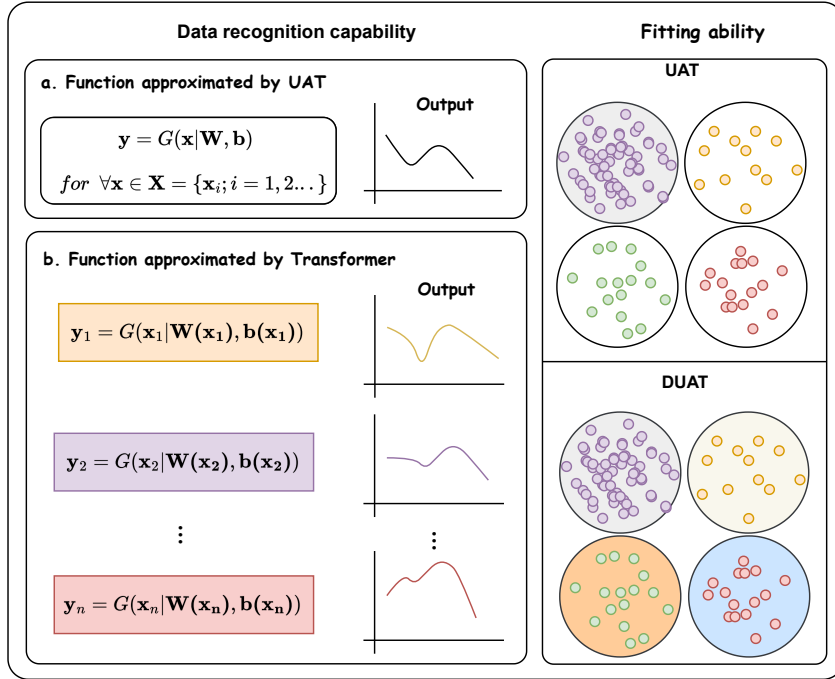 Data recognition capability
Fitting ability
a. Function approximated by UAT
Output
y = G(x|W, b)
for ∀x ∈ X = {x_i; i = 1, 2...}
b. Function approximated by Transformer
Output
y_1 = G(x_1|W(x_1), b(x_1))
y_2 = G(x_2|W(x_2), b(x_2))
⋮
⋮
y_n = G(x_n|W(x_n), b(x_n))
UAT
DUAT